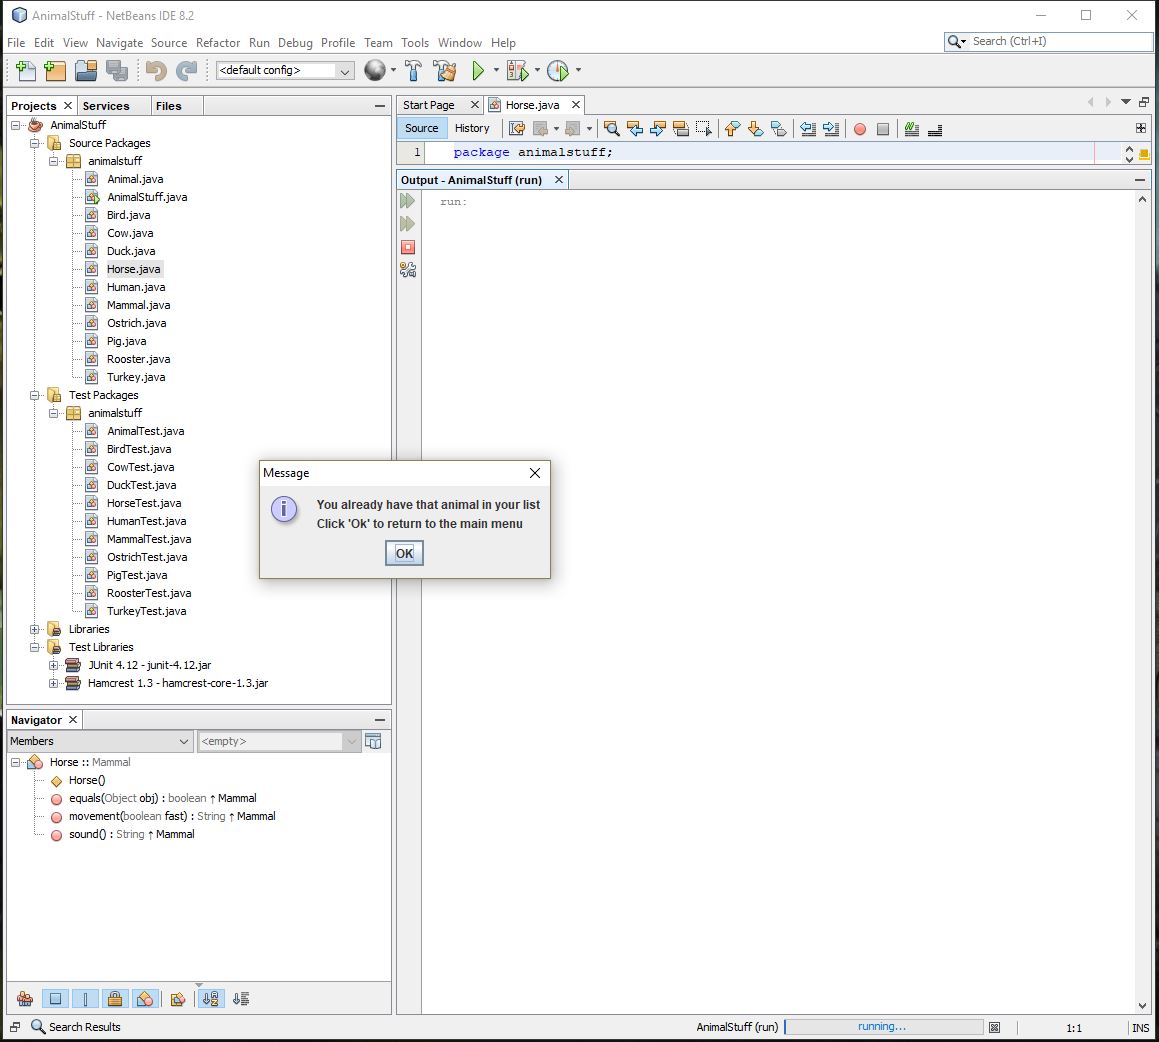 AnimalStuff - NetBeans IDE 8.2
File Edit View Navigate Source Refactor Run Debug Profile Team Tools Window Help
Search (Ctrl+I)
<default config>
Projects Services Files
AnimalStuff
Source Packages
animalstuff
Animal.java
AnimalStuff.java
Bird.java
Cow.java
Duck.java
Horse.java
Human.java
Mammal.java
Ostrich.java
Pig.java
Rooster.java
Turkey.java
Test Packages
animalstuff
AnimalTest.java
BirdTest.java
CowTest.java
DuckTest.java
HorseTest.java
HumanTest.java
MammalTest.java
OstrichTest.java
PigTest.java
RoosterTest.java
TurkeyTest.java
Libraries
Test Libraries
JUnit 4.12 - junit-4.12.jar
Hamcrest 1.3 - hamcrest-core-1.3.jar
Start Page Horse.java
Source History
1 package animalstuff;
Output - AnimalStuff (run)
run:
Message
You already have that animal in your list
Click 'Ok' to return to the main menu
OK
Navigator
Members <empty>
Horse :: Mammal
Horse()
equals(Object obj) : boolean ↑ Mammal
movement(boolean fast) : String ↑ Mammal
sound() : String ↑ Mammal
Search Results
AnimalStuff (run) running... 1:1 INS